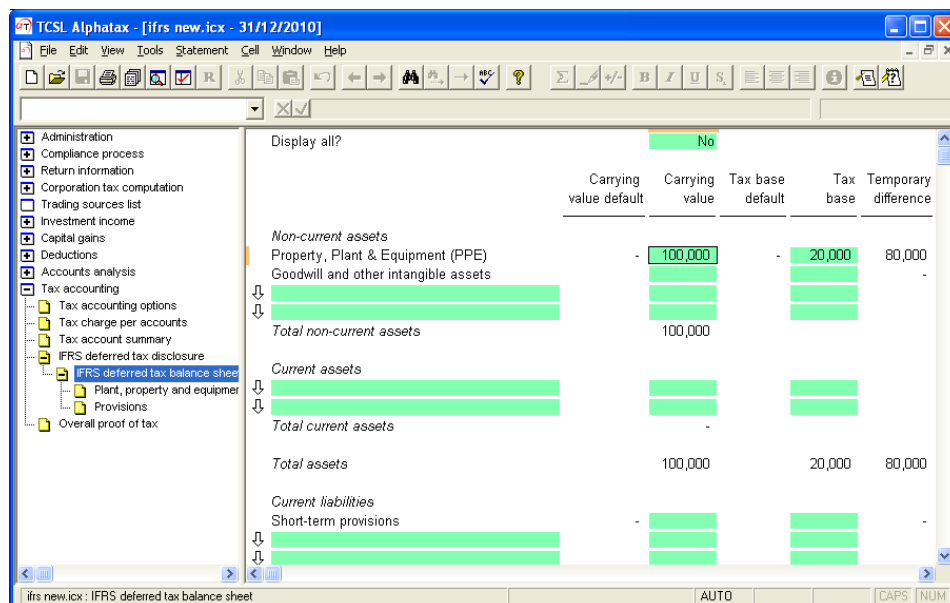 TCSL Alphatax - [ifrs new.icx - 31/12/2010]
File Edit View Tools Statement Cell Window Help
R ABC ? Σ +/- B I U S,
Administration
Compliance process
Return information
Corporation tax computation
Trading sources list
Investment income
Capital gains
Deductions
Accounts analysis
Tax accounting
Tax accounting options
Tax charge per accounts
Tax account summary
IFRS deferred tax disclosure
IFRS deferred tax balance sheet
Plant, property and equipmer
Provisions
Overall proof of tax
Display all? No
Carrying value default Carrying value Tax base default Tax base Temporary difference
Non-current assets
Property, Plant & Equipment (PPE) - 100,000 - 20,000 80,000
Goodwill and other intangible assets -
Total non-current assets 100,000
Current assets
Total current assets -
Total assets 100,000 20,000 80,000
Current liabilities
Short-term provisions - -
ifrs new.icx : IFRS deferred tax balance sheet AUTO CAPS NUM